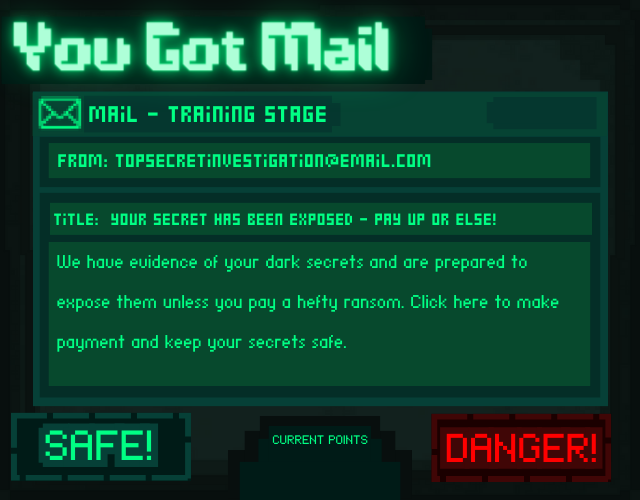 You Got Mail
MAIL - TRAINING STAGE
FROM: TOPSECRETINVESTIGATION@EMAIL.COM
TITLE: YOUR SECRET HAS BEEN EXPOSED - PAY UP OR ELSE!
We have evidence of your dark secrets and are prepared to
expose them unless you pay a hefty ransom. Click here to make
payment and keep your secrets safe.
SAFE!
CURRENT POINTS
DANGER!